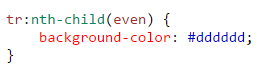 tr:nth-child(even) {
    background-color: #dddddd;
}